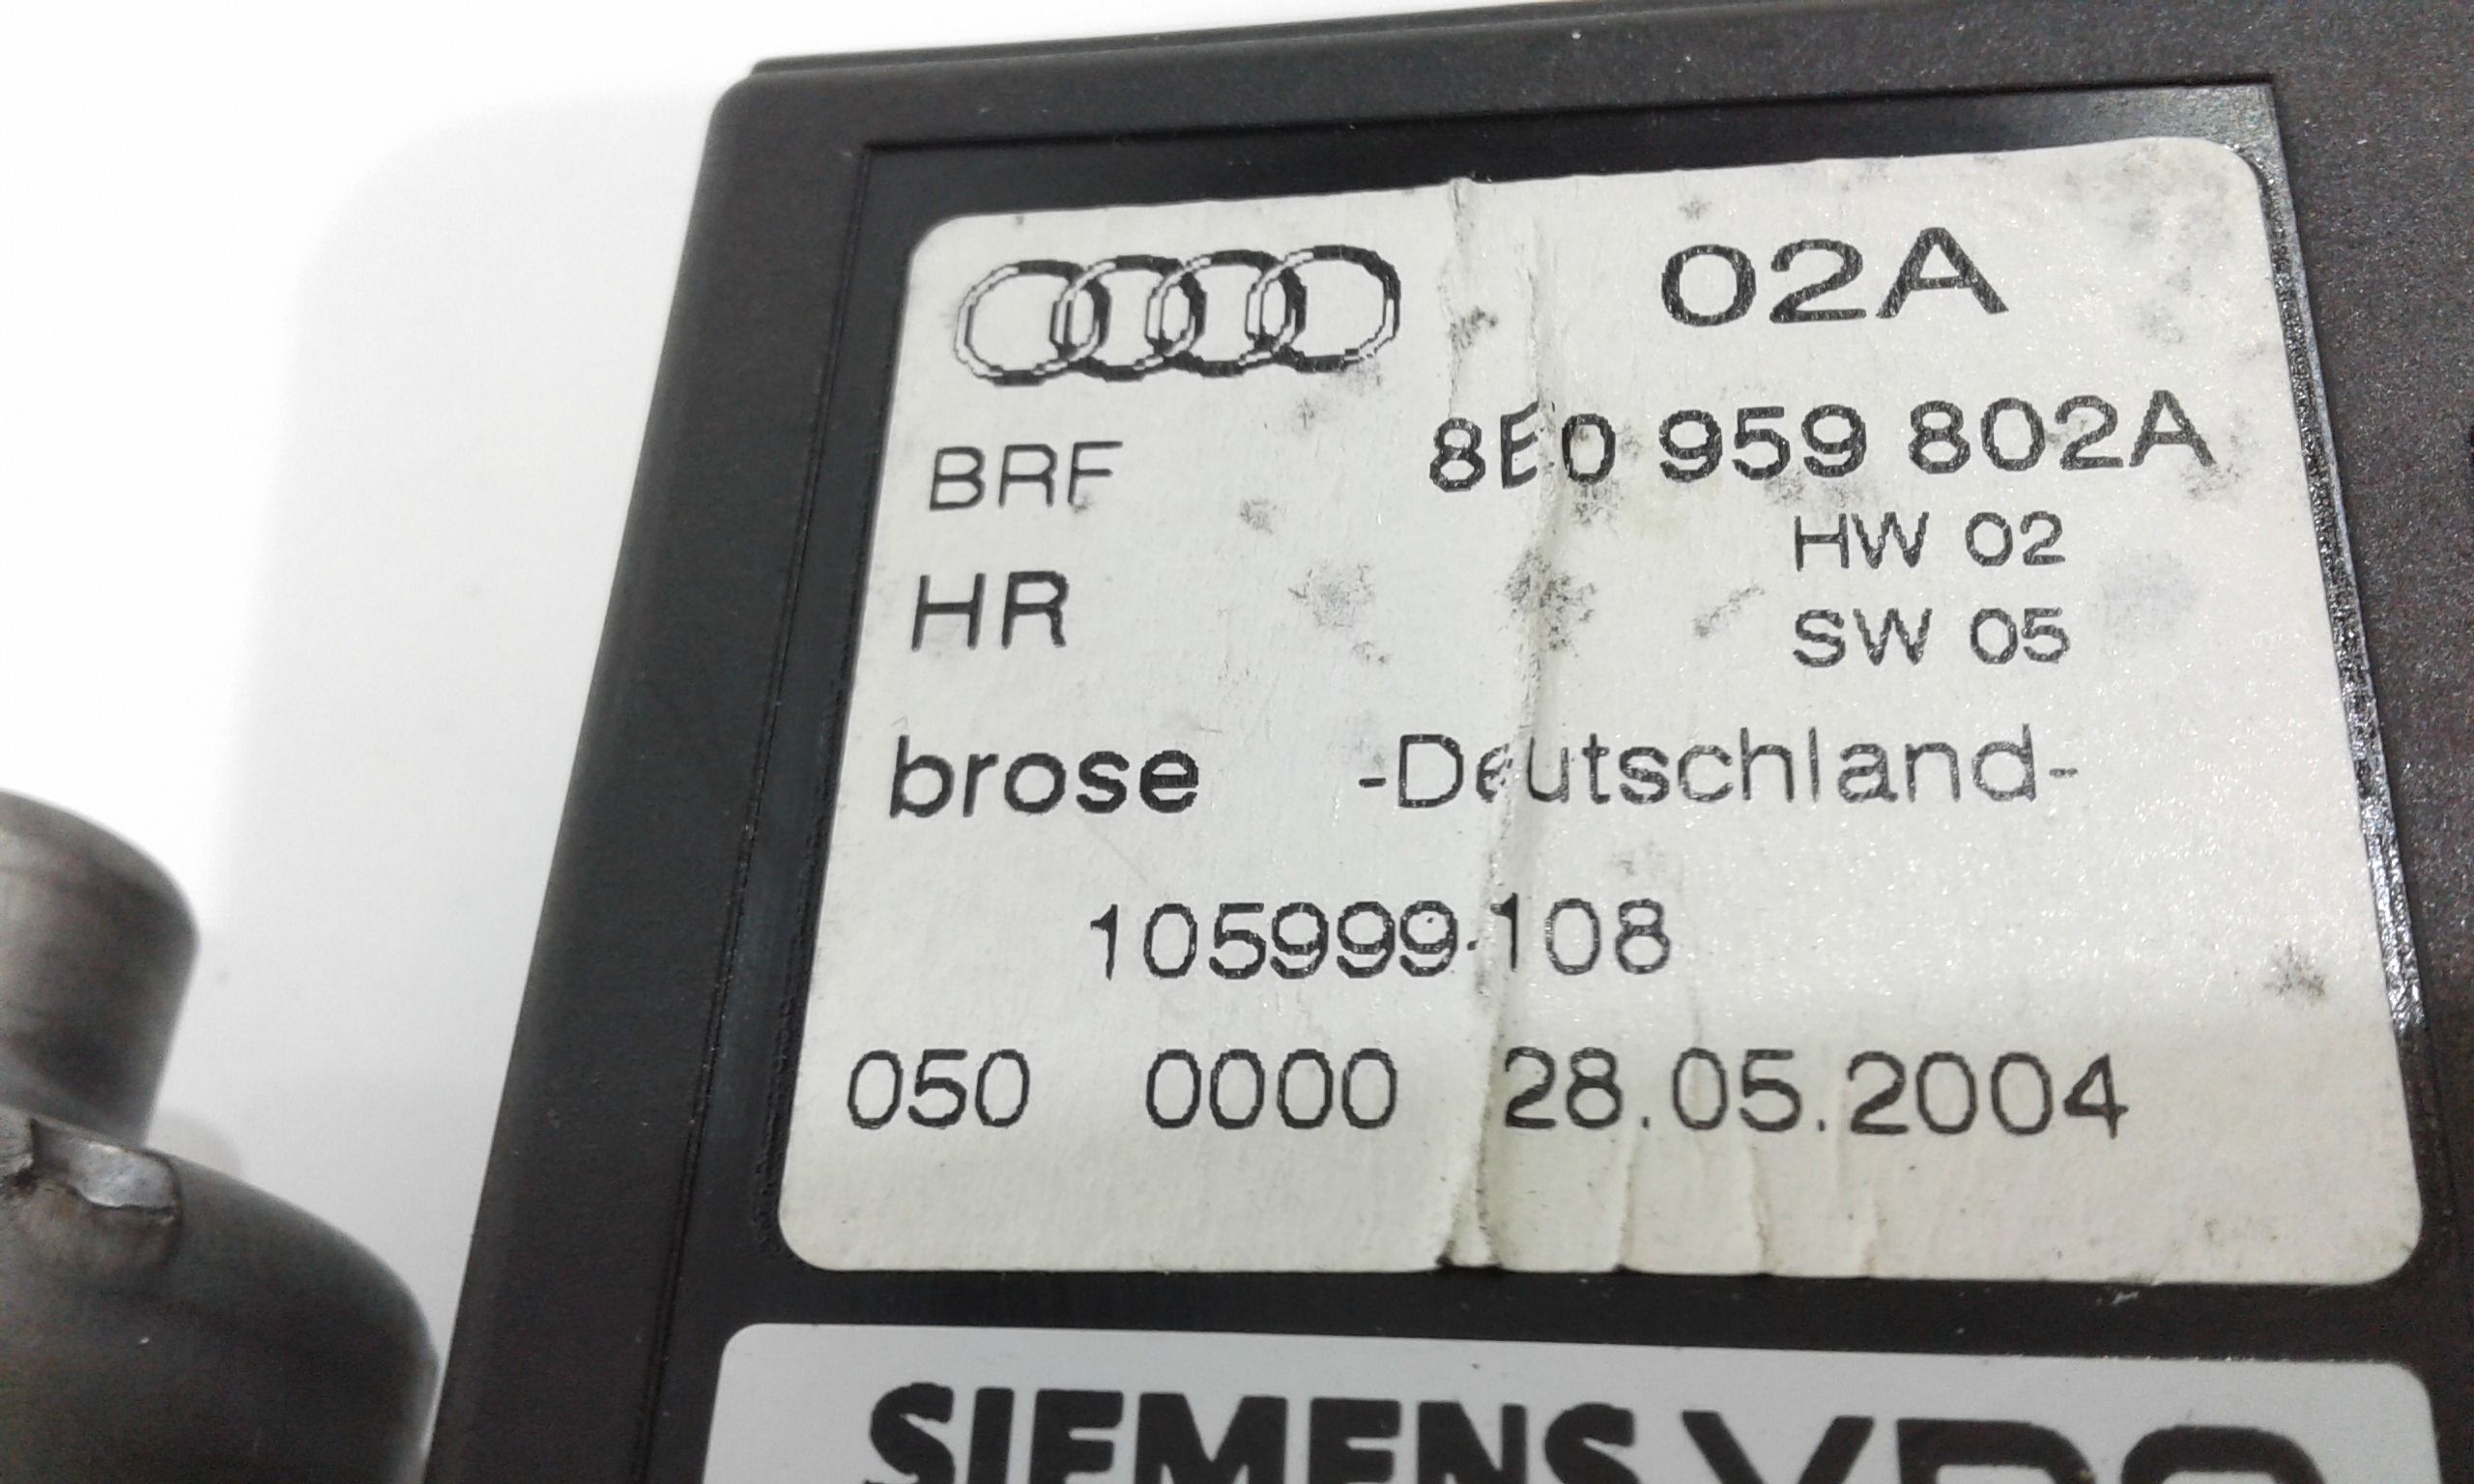 02A
BRF 8E0 959 802A
HW 02
HR
SW 05
brose -Deutschland-
105999-108
050 0000 28.05.2004
SIEMENS VDO